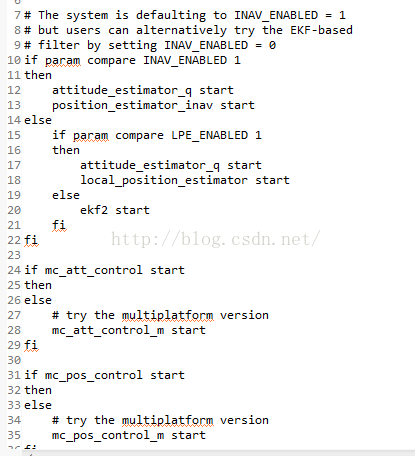 6
7 # The system is defaulting to INAV_ENABLED = 1
8 # but users can alternatively try the EKF-based
9 # filter by setting INAV_ENABLED = 0
10 if param compare INAV_ENABLED 1
11 then
12     attitude_estimator_q start
13     position_estimator_inav start
14 else
15     if param compare LPE_ENABLED 1
16     then
17         attitude_estimator_q start
18         local_position_estimator start
19     else
20         ekf2 start
21     fi
http://blog.csdn.net/
22 fi
23
24 if mc_att_control start
25 then
26 else
27     # try the multiplatform version
28     mc_att_control_m start
29 fi
30
31 if mc_pos_control start
32 then
33 else
34     # try the multiplatform version
35     mc_pos_control_m start
36 fi